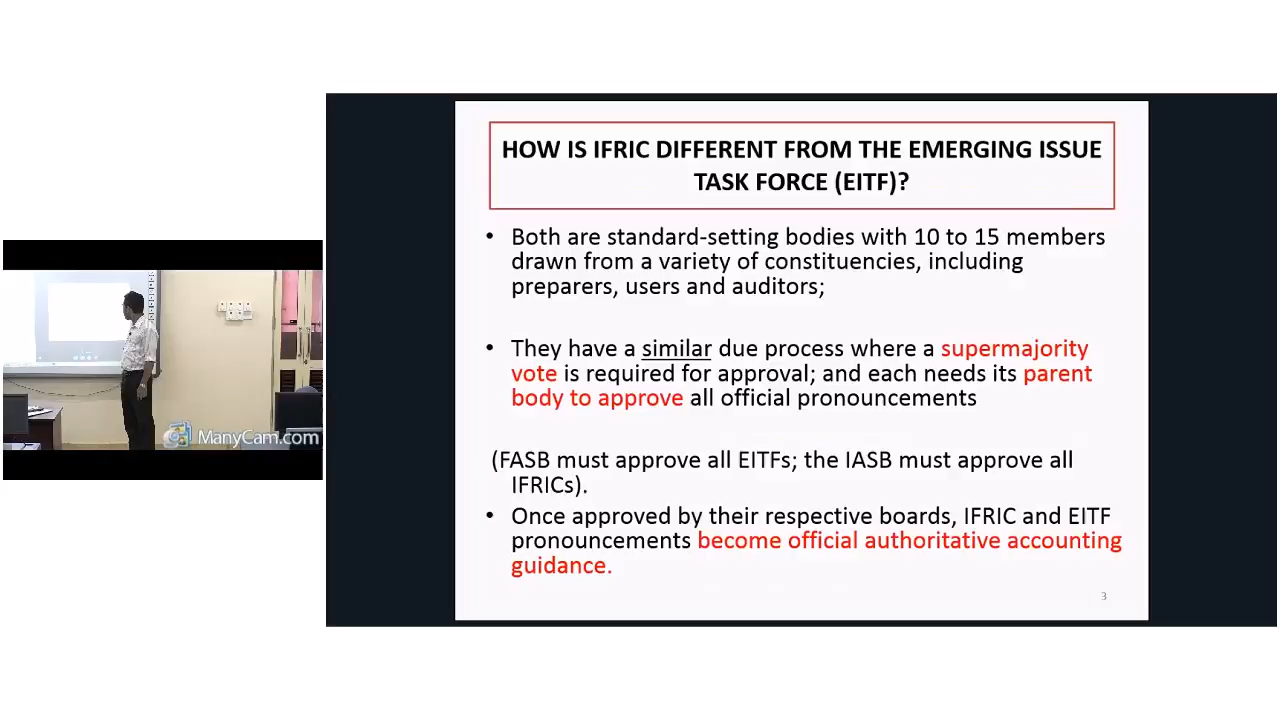 HOW IS IFRIC DIFFERENT FROM THE EMERGING ISSUE
TASK FORCE (EITF)?
• Both are standard-setting bodies with 10 to 15 members
drawn from a variety of constituencies, including
preparers, users and auditors;
• They have a similar due process where a supermajority
vote is required for approval; and each needs its parent
body to approve all official pronouncements
(FASB must approve all EITFs; the IASB must approve all
IFRICs).
• Once approved by their respective boards, IFRIC and EITF
pronouncements become official authoritative accounting
guidance.
3
ManyCam.com